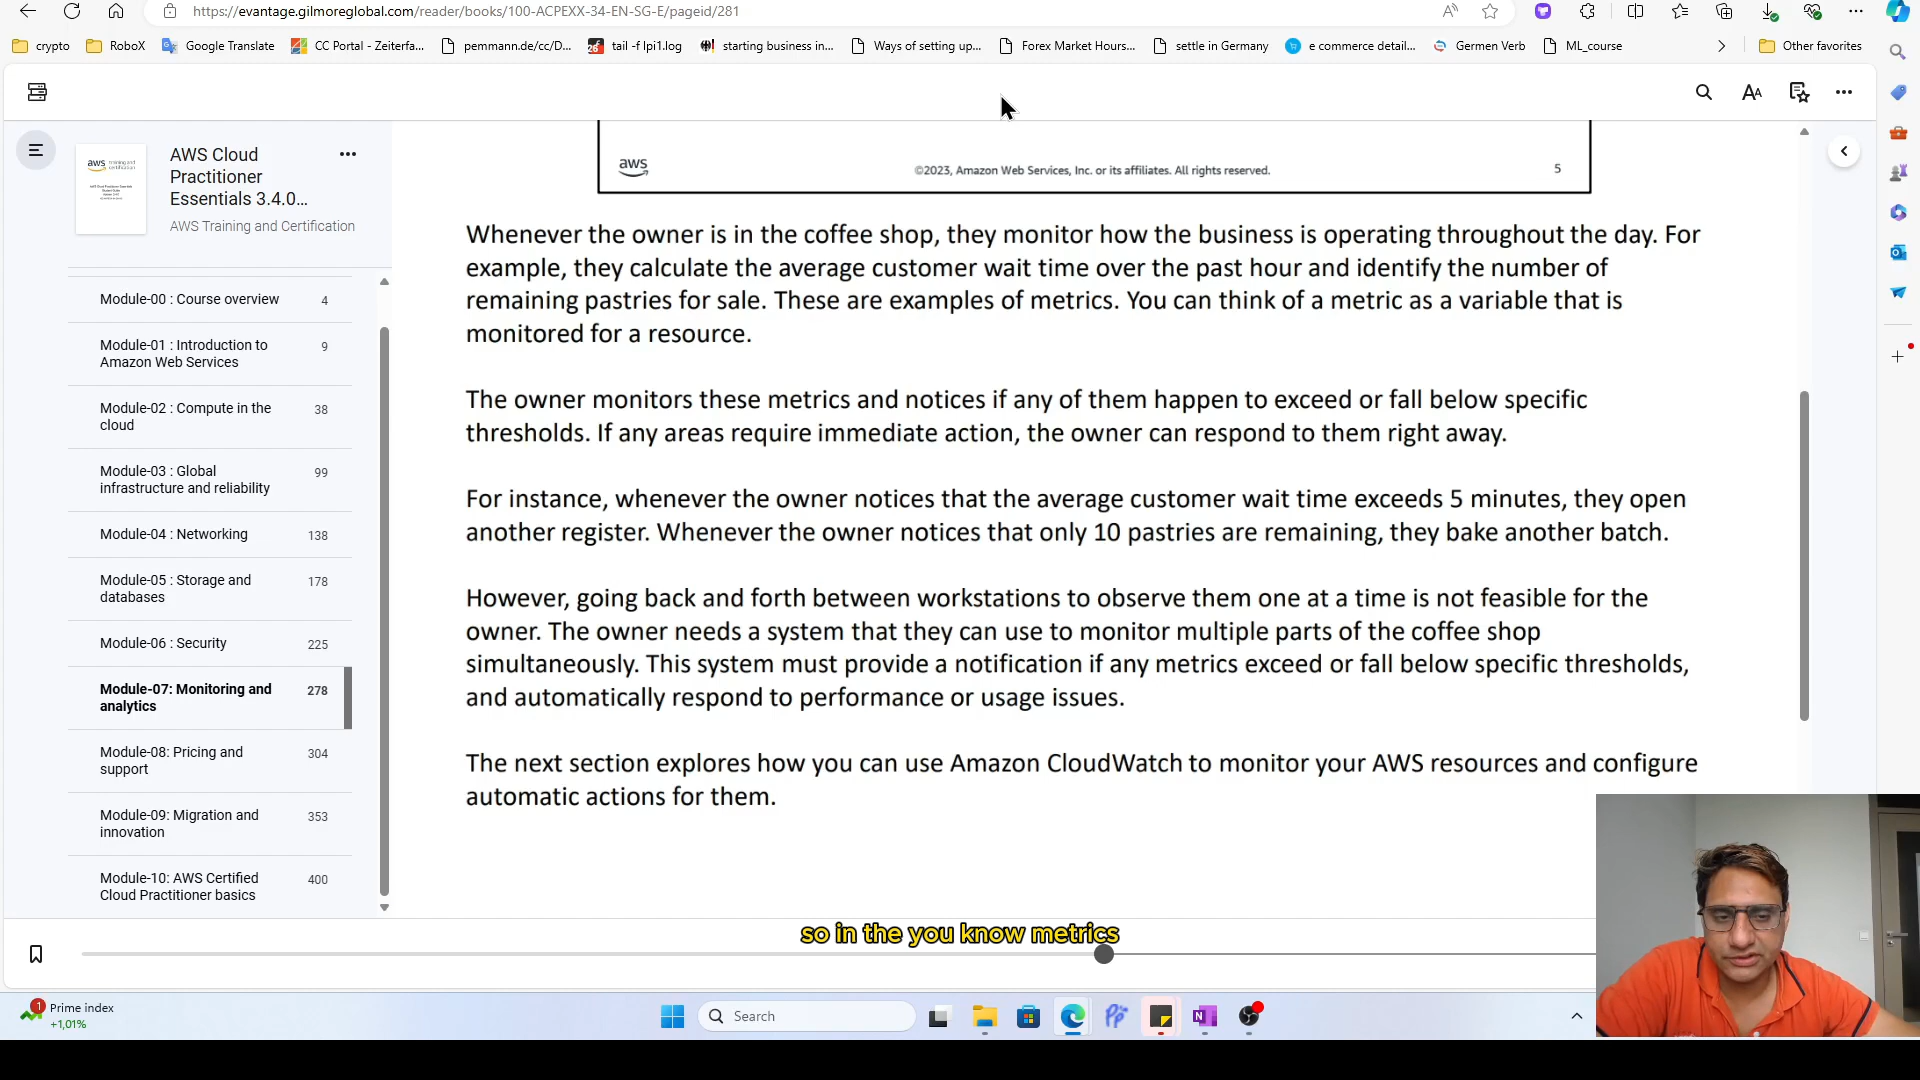 https://evantage.gilmoreglobal.com/reader/books/100-ACPEXX-34-EN-SG-E/pageid/281
crypto
RoboX
Google Translate
CC Portal - Zeiterfa...
pemmann.de/cc/D...
tail -f lpi1.log
starting business in...
Ways of setting up...
Forex Market Hours...
settle in Germany
e commerce detail...
Germen Verb
ML_course
Other favorites
AWS Cloud
Practitioner
Essentials 3.4.0...
AWS Training and Certification
Module-00 : Course overview 4
Module-01 : Introduction to
Amazon Web Services 9
Module-02 : Compute in the
cloud 38
Module-03 : Global
infrastructure and reliability 99
Module-04 : Networking 138
Module-05 : Storage and
databases 178
Module-06 : Security 225
Module-07: Monitoring and
analytics 278
Module-08: Pricing and
support 304
Module-09: Migration and
innovation 353
Module-10: AWS Certified
Cloud Practitioner basics 400
aws
©2023, Amazon Web Services, Inc. or its affiliates. All rights reserved.
5
Whenever the owner is in the coffee shop, they monitor how the business is operating throughout the day. For
example, they calculate the average customer wait time over the past hour and identify the number of
remaining pastries for sale. These are examples of metrics. You can think of a metric as a variable that is
monitored for a resource.
The owner monitors these metrics and notices if any of them happen to exceed or fall below specific
thresholds. If any areas require immediate action, the owner can respond to them right away.
For instance, whenever the owner notices that the average customer wait time exceeds 5 minutes, they open
another register. Whenever the owner notices that only 10 pastries are remaining, they bake another batch.
However, going back and forth between workstations to observe them one at a time is not feasible for the
owner. The owner needs a system that they can use to monitor multiple parts of the coffee shop
simultaneously. This system must provide a notification if any metrics exceed or fall below specific thresholds,
and automatically respond to performance or usage issues.
The next section explores how you can use Amazon CloudWatch to monitor your AWS resources and configure
automatic actions for them.
so in the you know metrics
1
Prime index
+1,01%
Search